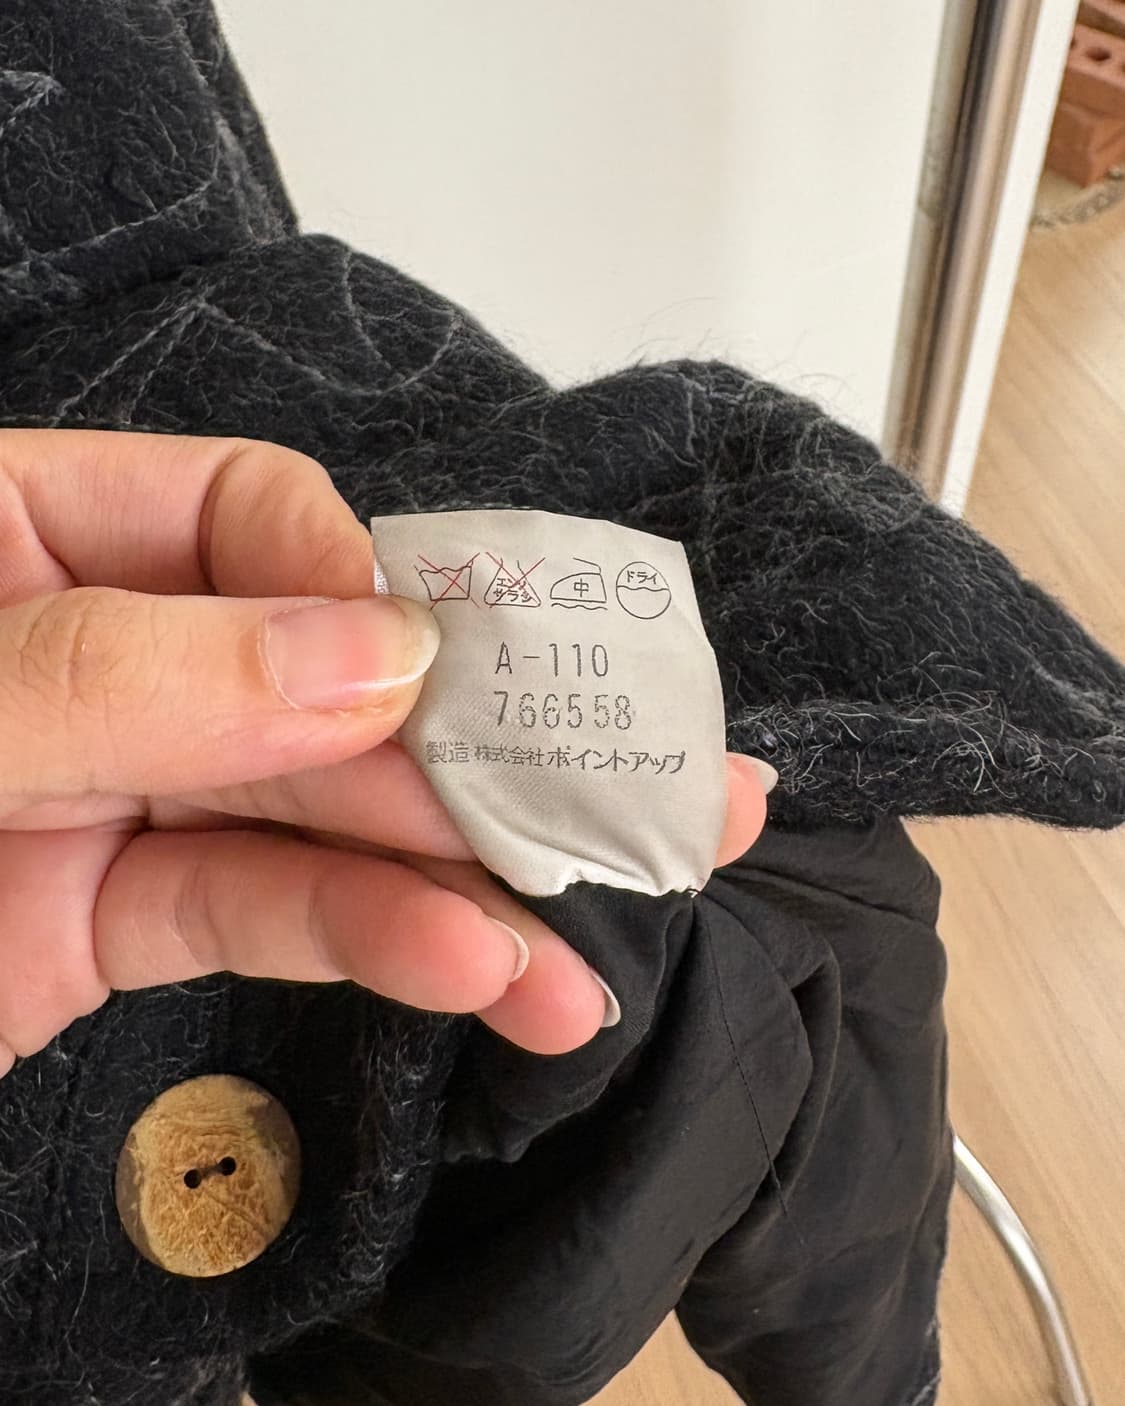 エンソ
サラシ
中
ドライ
A-110
766558
製造 株式会社ポイントアップ